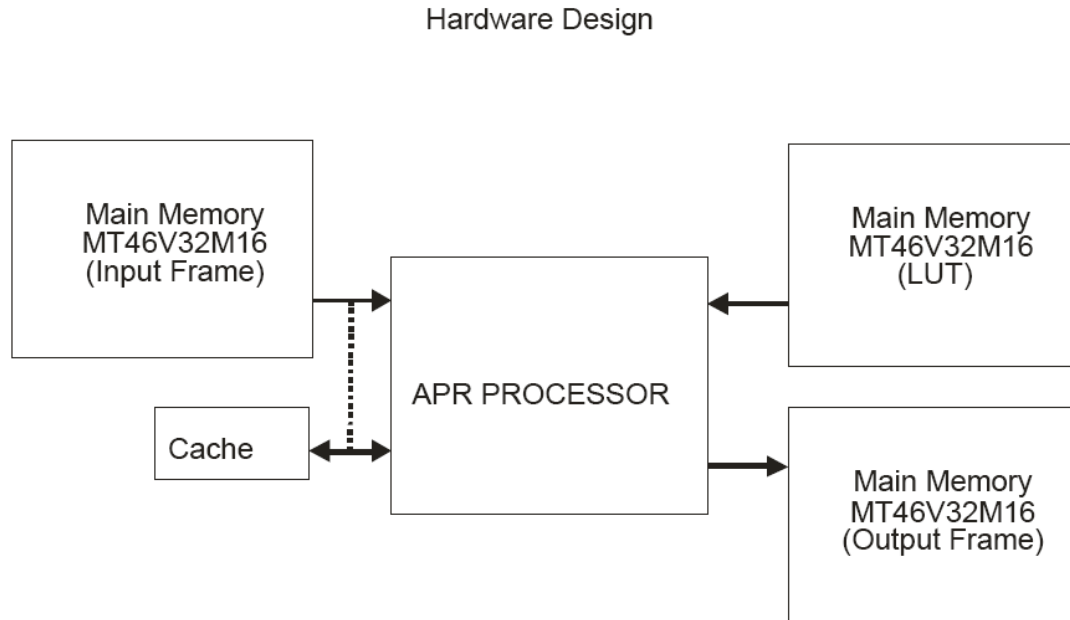 Hardware Design
Main Memory
MT46V32M16
(Input Frame)
Main Memory
MT46V32M16
(LUT)
APR PROCESSOR
Cache
Main Memory
MT46V32M16
(Output Frame)